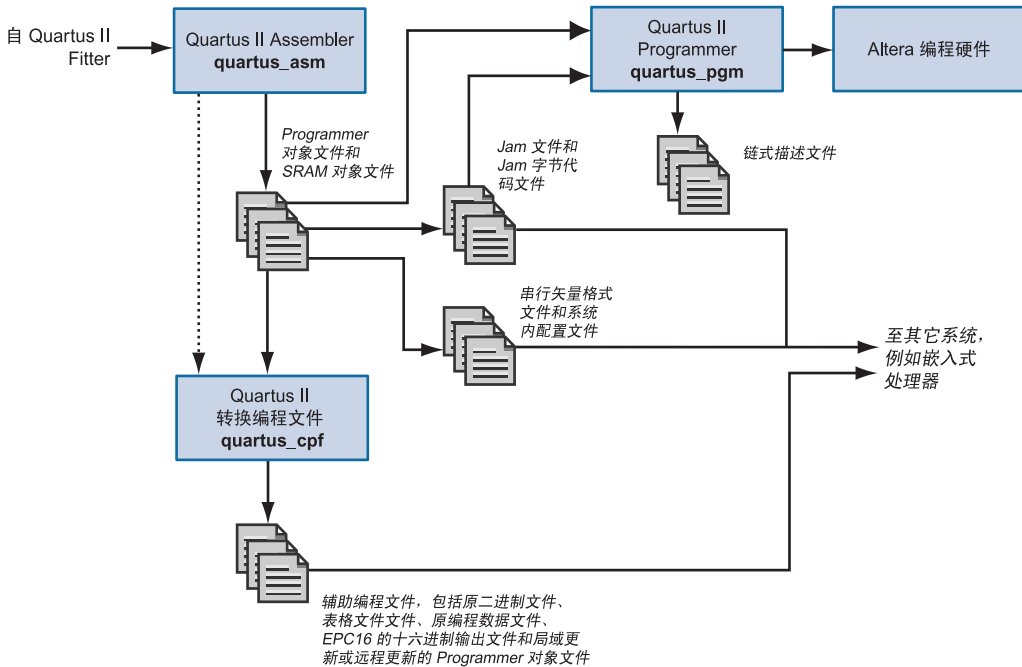 自 Quartus II
Fitter
Quartus II Assembler
quartus_asm
Quartus II
Programmer
quartus_pgm
Altera 编程硬件
Programmer
对象文件和
SRAM 对象文件
Jam 文件和
Jam 字节代
码文件
链式描述文件
串行矢量格式
文件和系统
内配置文件
至其它系统，
例如嵌入式
处理器
Quartus II
转换编程文件
quartus_cpf
辅助编程文件，包括原二进制文件、
表格文件文件、原编程数据文件、
EPC16 的十六进制输出文件和局域更
新或远程更新的 Programmer 对象文件